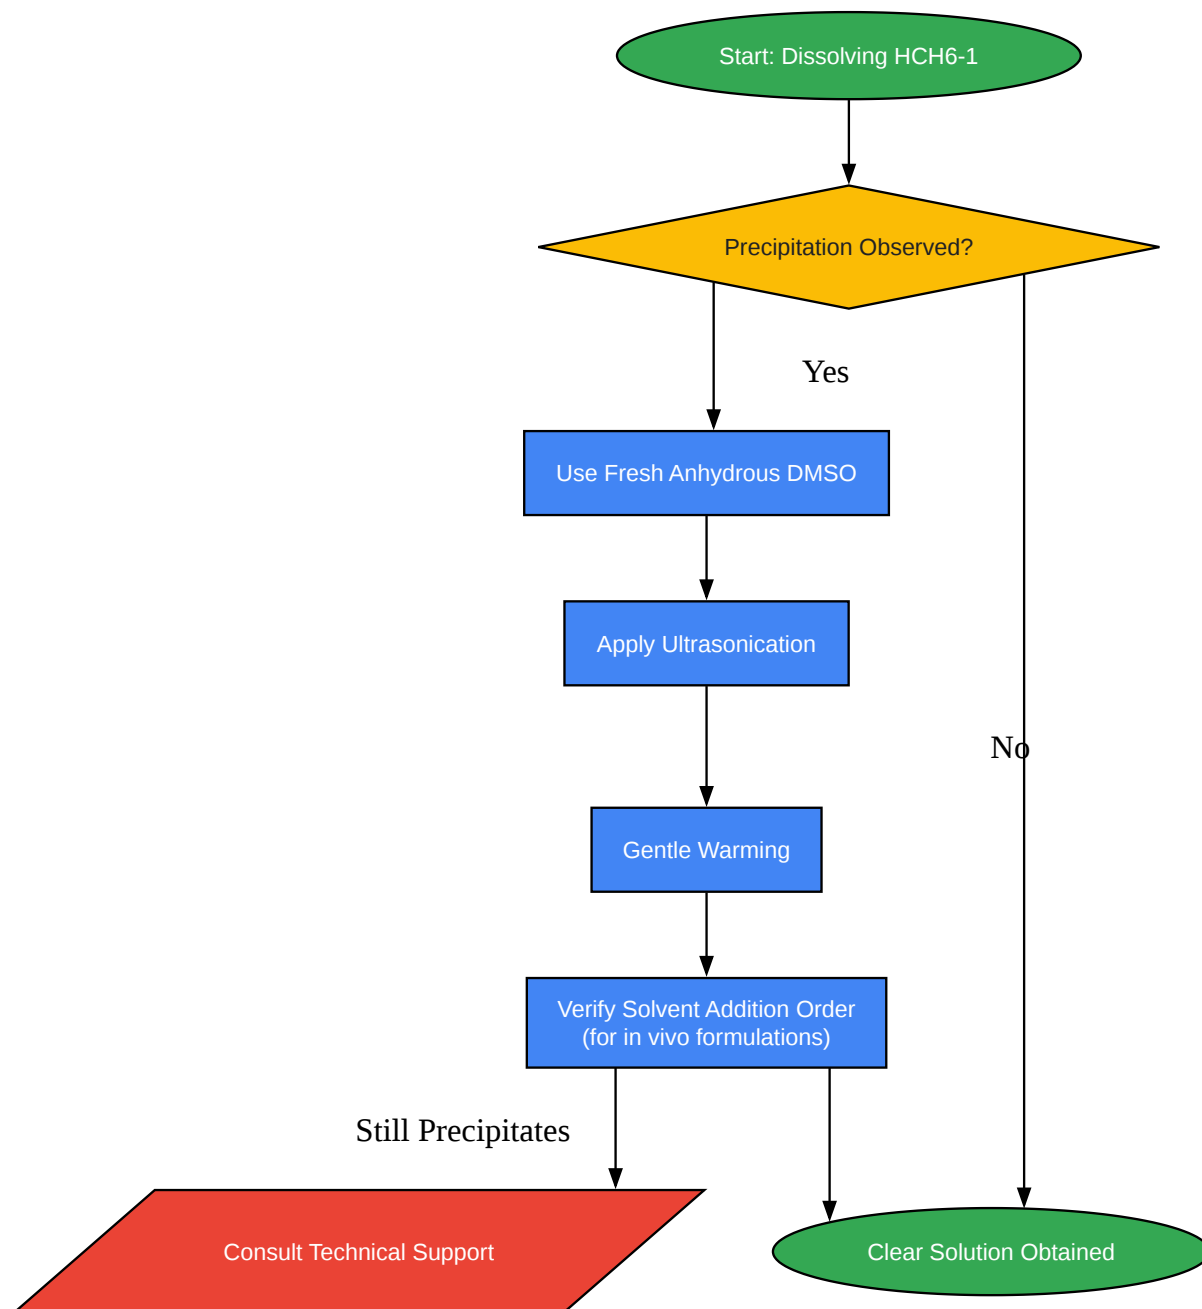 Start: Dissolving HCH6-1
Precipitation Observed?
Yes
Use Fresh Anhydrous DMSO
Apply Ultrasonication
No
Gentle Warming
Verify Solvent Addition Order
(for in vivo formulations)
Still Precipitates
Consult Technical Support
Clear Solution Obtained